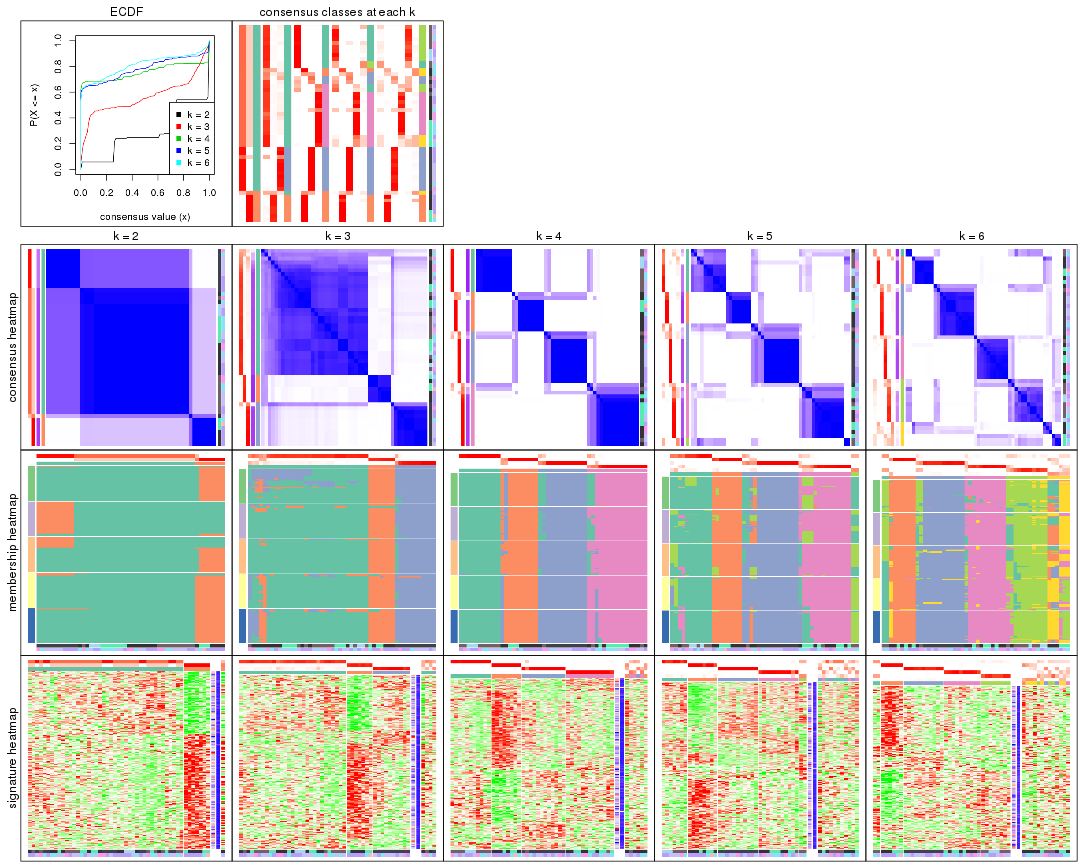 ECDF
consensus classes at each k
P(X <= x)
0.0 0.2 0.4 0.6 0.8 1.0
k = 2
k = 3
k = 4
k = 5
k = 6
0.0 0.2 0.4 0.6 0.8 1.0
consensus value (x)
k = 2 k = 3 k = 4 k = 5 k = 6
consensus heatmap
membership heatmap
signature heatmap